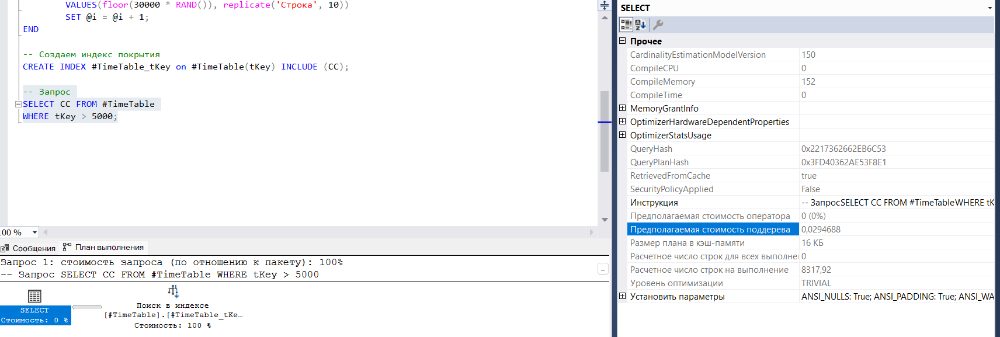 VALUES(floor(30000 * RAND()), replicate('Строка', 10))
SET @i = @i + 1;
END
-- Создаем индекс покрытия
CREATE INDEX #TimeTable_tKey on #TimeTable(tKey) INCLUDE (CC);
-- Запрос
SELECT CC FROM #TimeTable
WHERE tKey > 5000;
00 %
Сообщения
План выполнения
Запрос 1: стоимость запроса (по отношению к пакету): 100%
-- Запрос SELECT CC FROM #TimeTable WHERE tKey > 5000
SELECT
Стоимость: 0 %
Поиск в индексе
[#TimeTable].[#TimeTable_tKe…
Стоимость: 100 %
SELECT
Прочее
CardinalityEstimationModelVersion 150
CompileCPU 0
CompileMemory 152
CompileTime 0
MemoryGrantInfo
OptimizerHardwareDependentProperties
OptimizerStatsUsage
QueryHash 0x2217362662EB6C53
QueryPlanHash 0x3FD40362AE53F8E1
RetrievedFromCache true
SecurityPolicyApplied False
Инструкция -- ЗапросSELECT CC FROM #TimeTableWHERE tK
Предполагаемая стоимость оператора 0 (0%)
Предполагаемая стоимость поддерева 0,0294688
Размер плана в кэш-памяти 16 КБ
Расчетное число строк для всех выполне 0
Расчетное число строк на выполнение 8317,92
Уровень оптимизации TRIVIAL
Установить параметры ANSI_NULLS: True; ANSI_PADDING: True; ANSI_WA